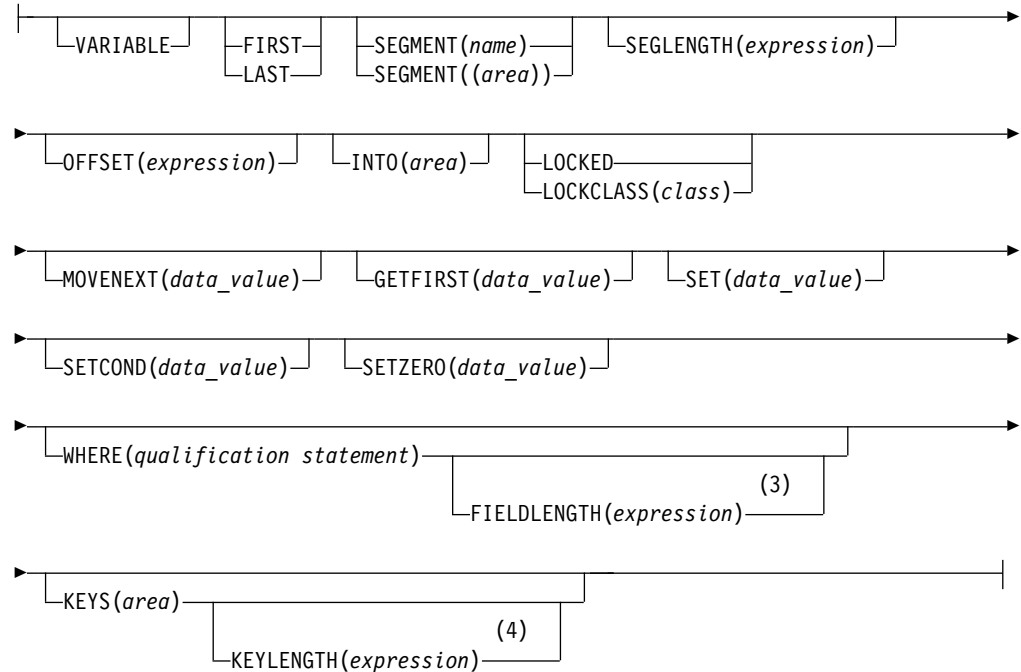 VARIABLE FIRST SEGMENT(name) SEGLENGTH(expression)
LAST SEGMENT((area))
OFFSET(expression) INTO(area) LOCKED
LOCKCLASS(class)
MOVENEXT(data_value) GETFIRST(data_value) SET(data_value)
SETCOND(data_value) SETZERO(data_value)
WHERE(qualification statement)
(3)
FIELDLENGTH(expression)
KEYS(area)
(4)
KEYLENGTH(expression)